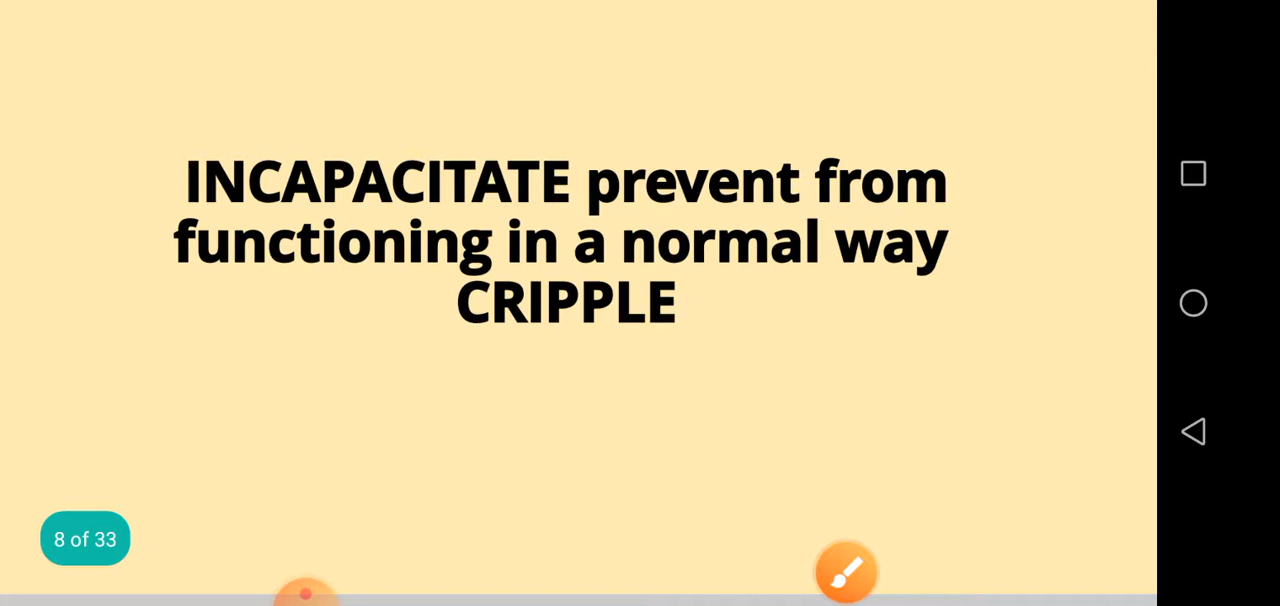 INCAPACITATE prevent from
functioning in a normal way
CRIPPLE
8 of 33